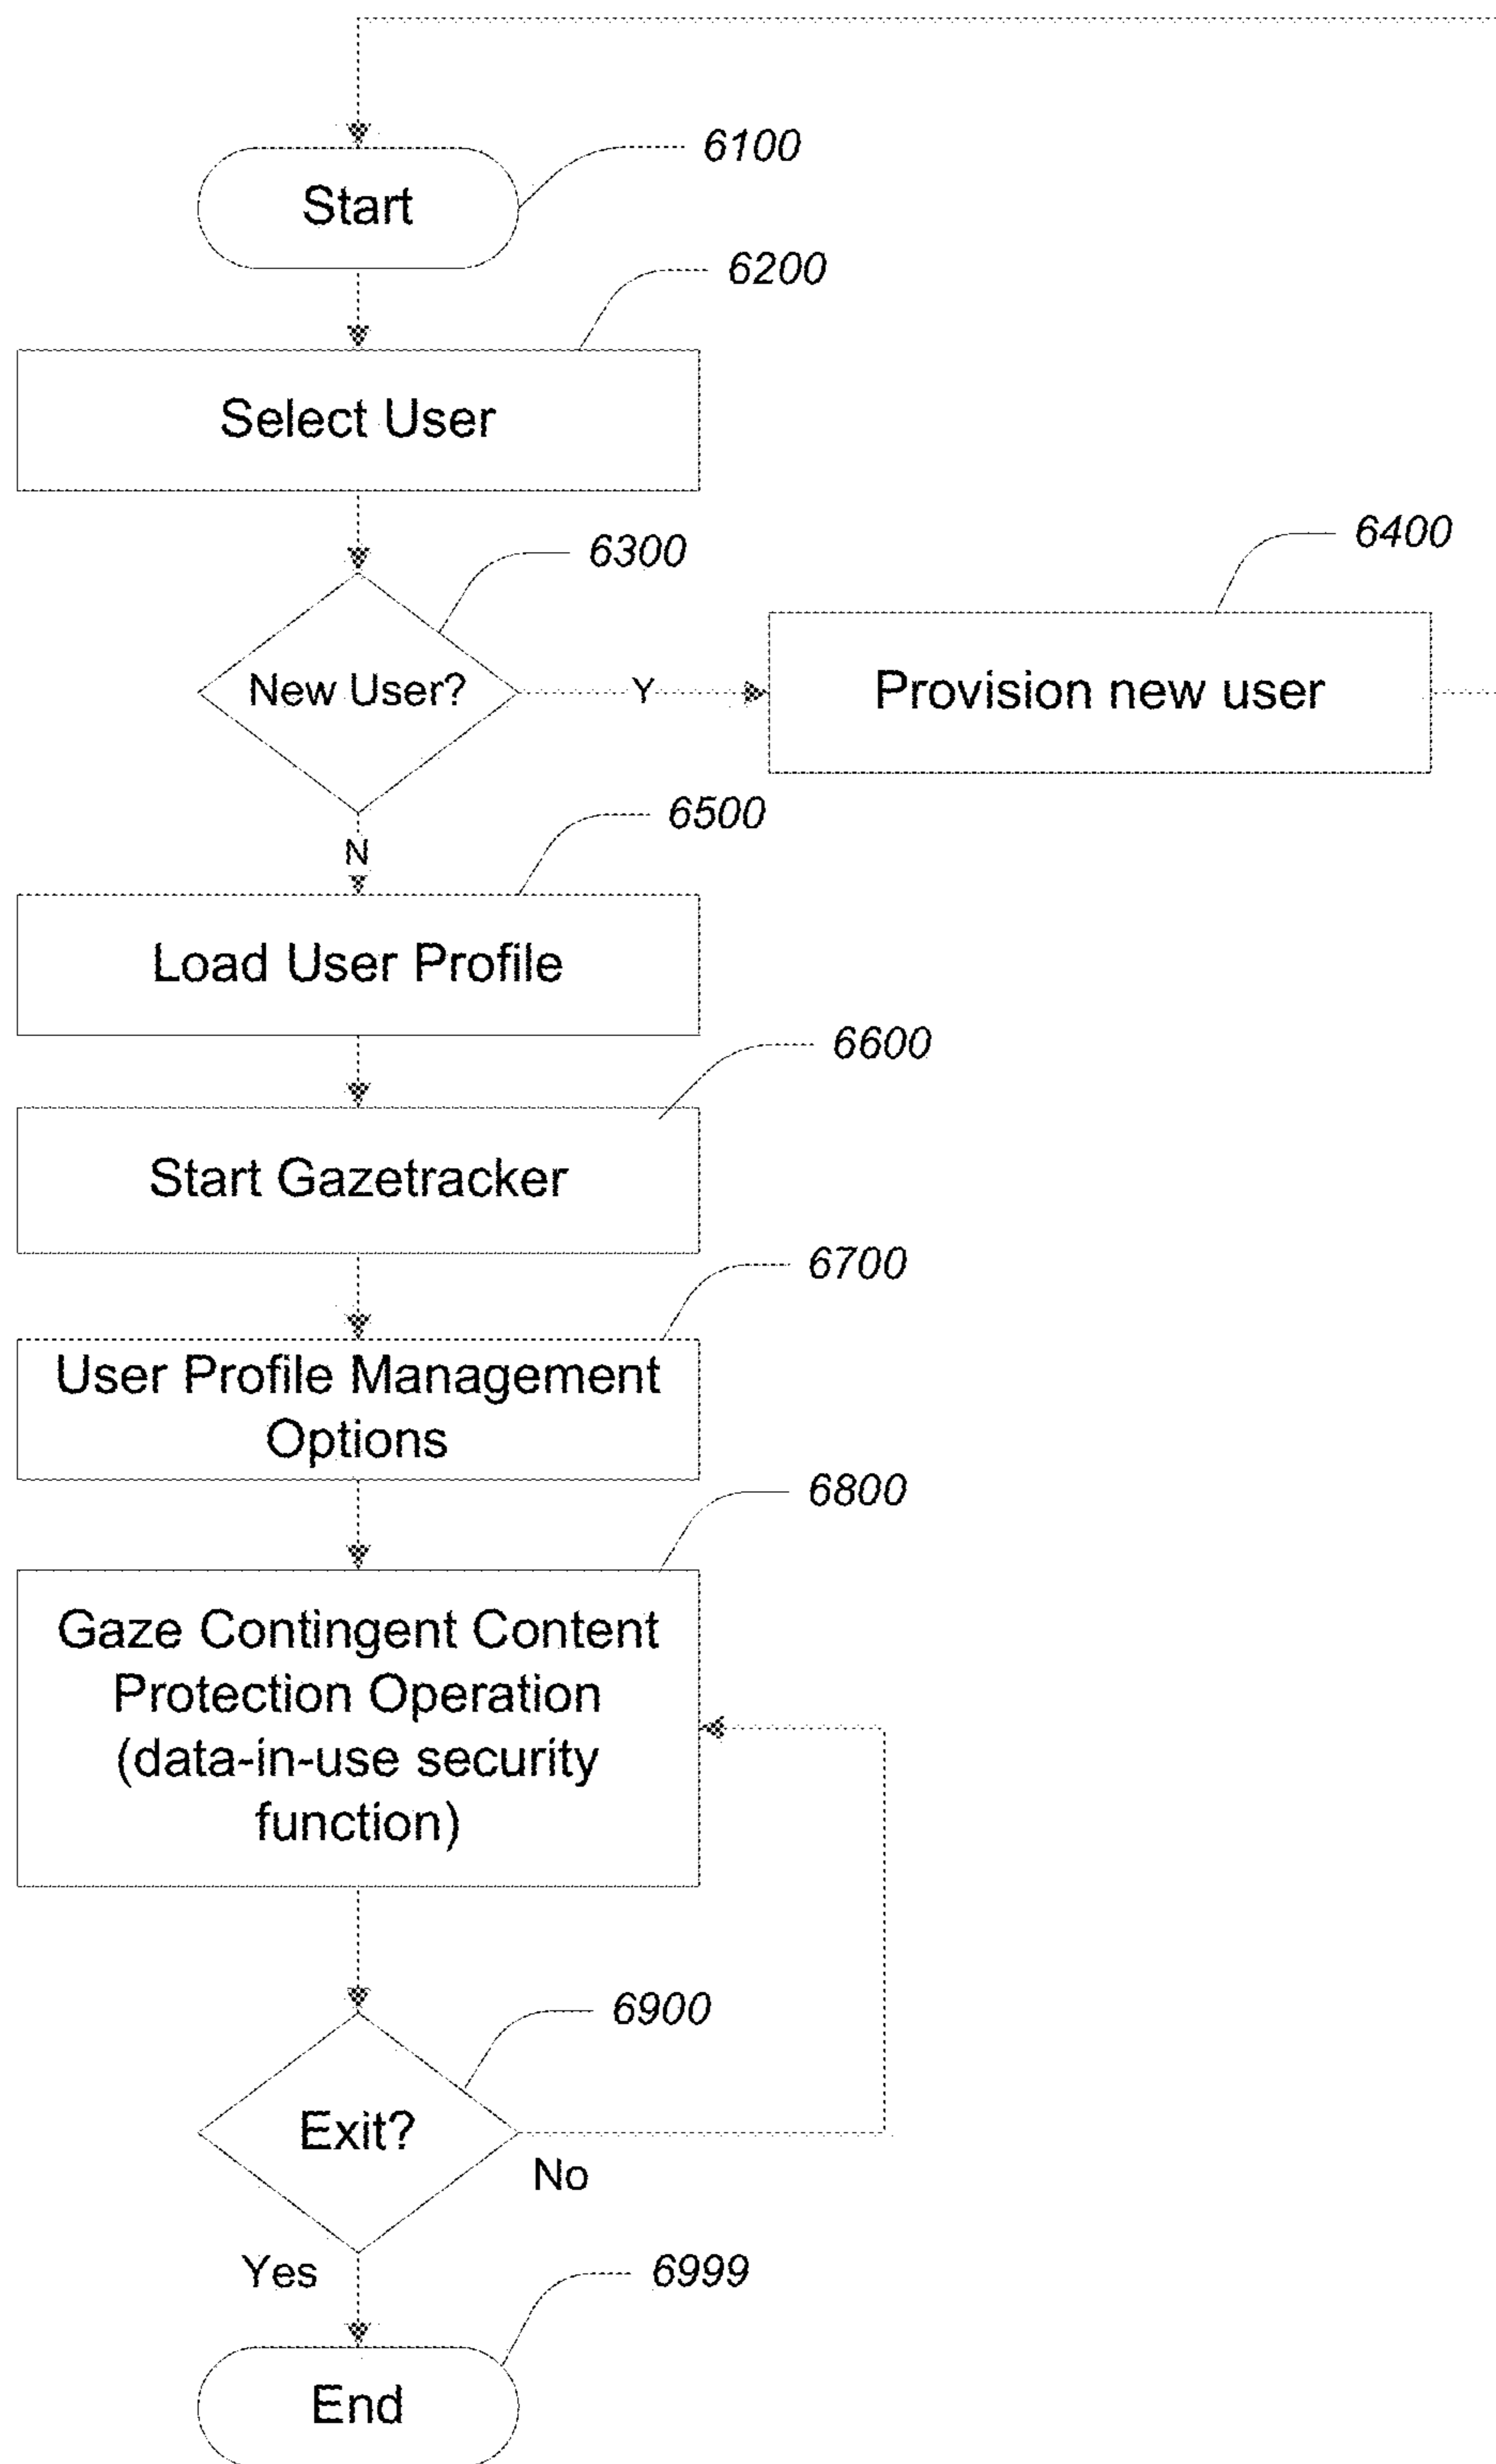 6100
Start
6200
Select User
6300
New User?
Y
6400
Provision new user
N
6500
Load User Profile
6600
Start Gazetracker
6700
User Profile Management
Options
6800
Gaze Contingent Content
Protection Operation
(data-in-use security
function)
6900
Exit?
No
Yes
6999
End